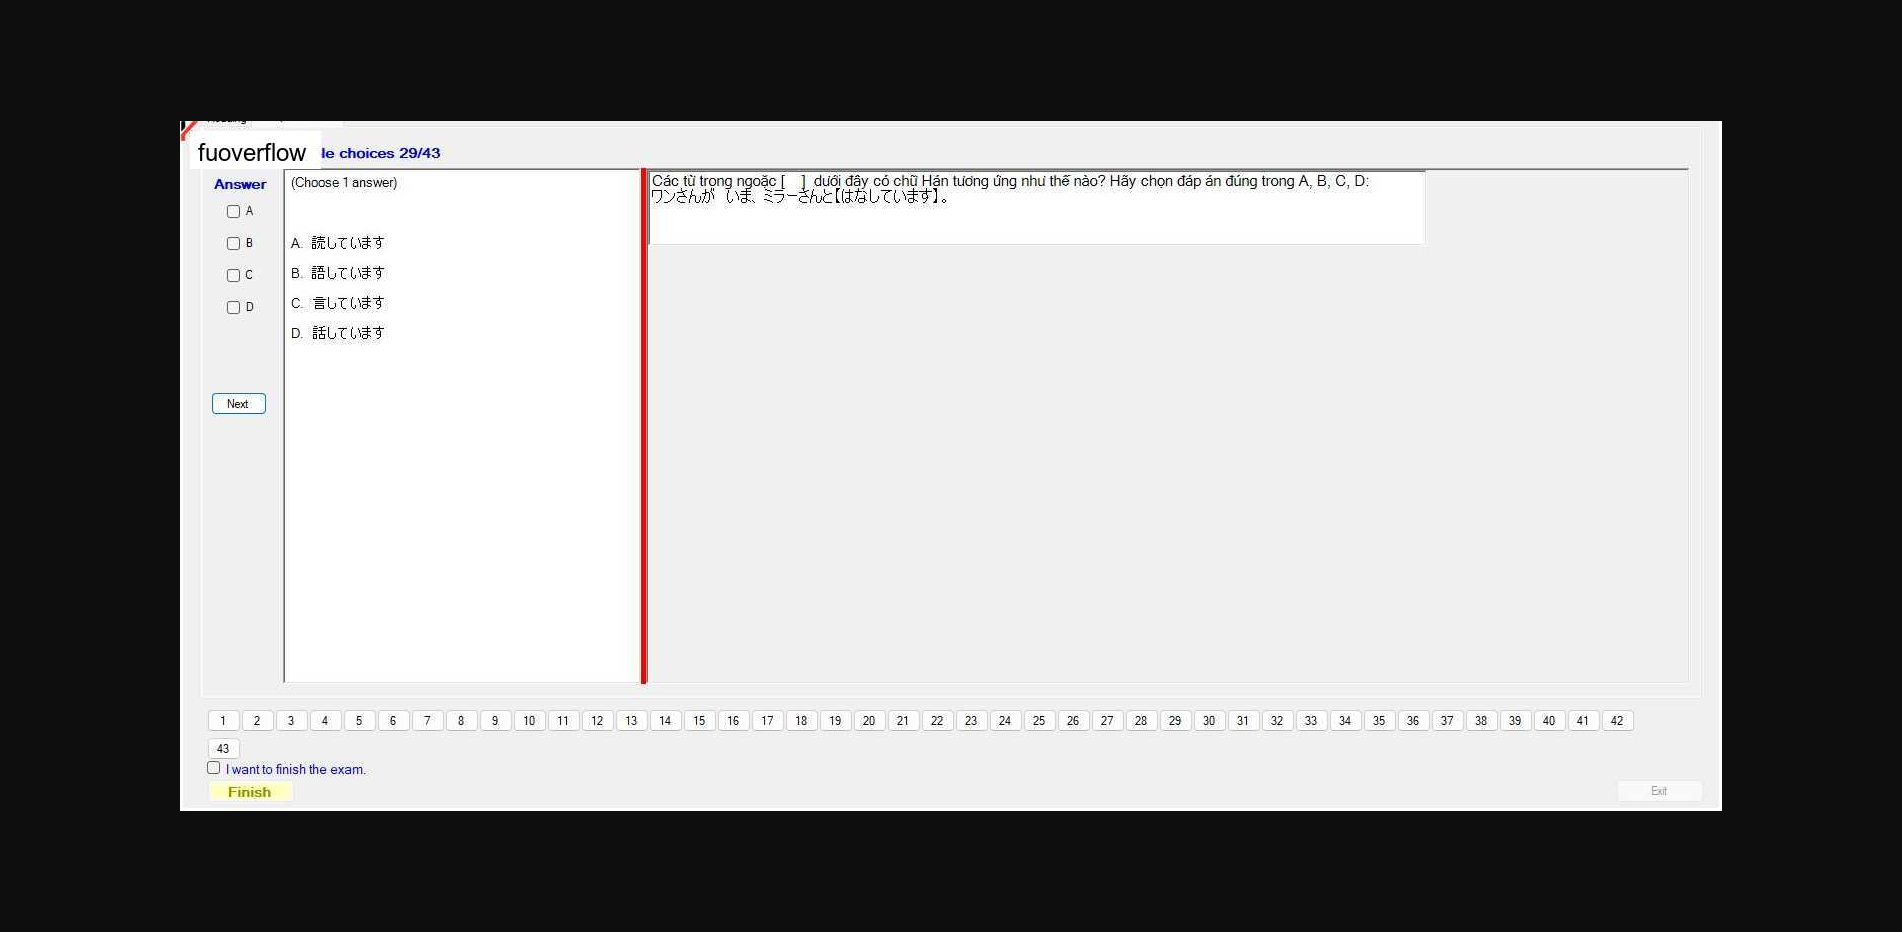 fuoverflow
le choices 29/43
Answer
(Choose 1 answer)
A
B
C
D
A. 読しています
B. 語しています
C. 言しています
D. 話しています
Next
Các từ trong ngoặc [ ] dưới đây có chữ Hán tương ứng như thế nào? Hãy chọn đáp án đúng trong A, B, C, D:
ワンさんが いま、ミラーさんと【はなしています】。
1 2 3 4 5 6 7 8 9 10 11 12 13 14 15 16 17 18 19 20 21 22 23 24 25 26 27 28 29 30 31 32 33 34 35 36 37 38 39 40 41 42
43
I want to finish the exam.
Finish
Exit